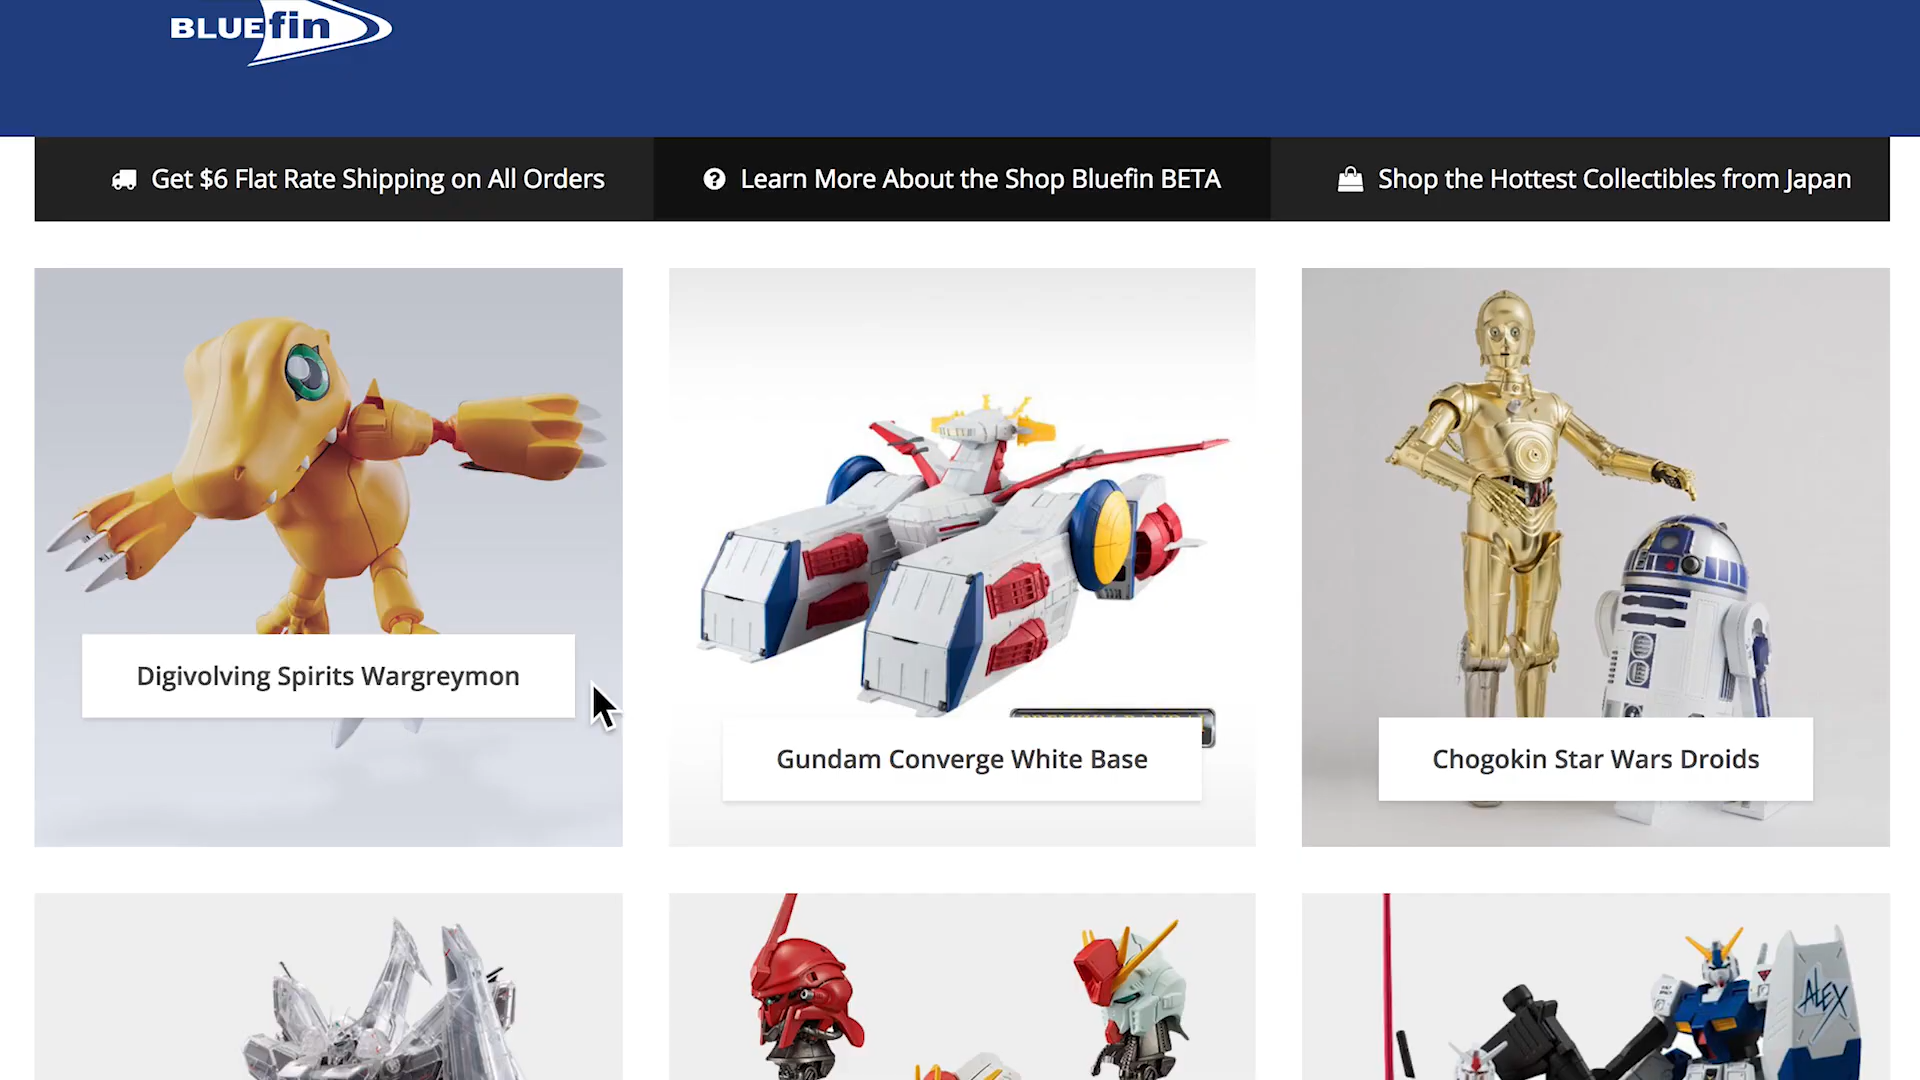 BLUEfin
Get $6 Flat Rate Shipping on All Orders
Learn More About the Shop Bluefin BETA
Shop the Hottest Collectibles from Japan
Digivolving Spirits Wargreymon
Gundam Converge White Base
Chogokin Star Wars Droids
ALEX